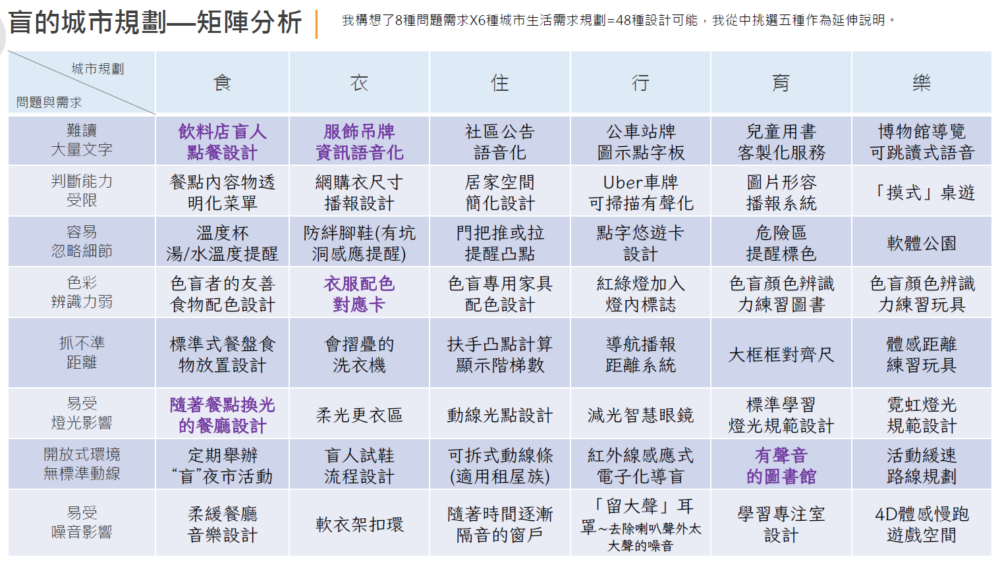 盲的城市規劃—矩陣分析
我構想了8種問題需求X6種城市生活需求規劃=48種設計可能，我從中挑選五種作為延伸說明。
城市規劃
問題與需求
食
衣
住
行
育
樂
難讀
大量文字
飲料店盲人
點餐設計
服飾吊牌
資訊語音化
社區公告
語音化
公車站牌
圖示點字板
兒童用書
客製化服務
博物館導覽
可跳讀式語音
判斷能力
受限
餐點內容物透
明化菜單
網購衣尺寸
播報設計
居家空間
簡化設計
Uber車牌
可掃描有聲化
圖片形容
播報系統
「摸式」桌遊
容易
忽略細節
溫度杯
湯/水溫度提醒
防絆腳鞋(有坑
洞感應提醒)
門把推或拉
提醒凸點
點字悠遊卡
設計
危險區
提醒標色
軟體公園
色彩
辨識力弱
色盲者的友善
食物配色設計
衣服配色
對應卡
色盲專用家具
配色設計
紅綠燈加入
燈內標誌
色盲顏色辨識
力練習圖書
色盲顏色辨識
力練習玩具
抓不準
距離
標準式餐盤食
物放置設計
會摺疊的
洗衣機
扶手凸點計算
顯示階梯數
導航播報
距離系統
大框框對齊尺
體感距離
練習玩具
易受
燈光影響
隨著餐點換光
的餐廳設計
柔光更衣區
動線光點設計
減光智慧眼鏡
標準學習
燈光規範設計
霓虹燈光
規範設計
開放式環境
無標準動線
定期舉辦
“盲”夜市活動
盲人試鞋
流程設計
可拆式動線條
(適用租屋族)
紅外線感應式
電子化導盲
有聲音
的圖書館
活動緩速
路線規劃
易受
噪音影響
柔緩餐廳
音樂設計
軟衣架扣環
隨著時間逐漸
隔音的窗戶
「留大聲」耳
罩~去除喇叭聲外太
大聲的噪音
學習專注室
設計
4D體感慢跑
遊戲空間